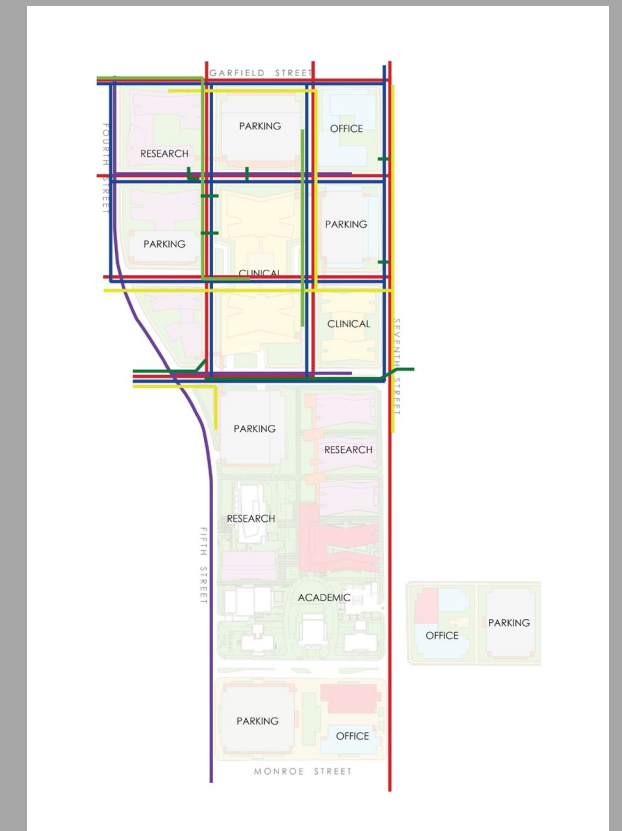 GARFIELD STREET
PARKING
OFFICE
FOURTH STREET
RESEARCH
PARKING
PARKING
CLINICAL
CLINICAL
SEVENTH STREET
PARKING
RESEARCH
RESEARCH
FIFTH STREET
ACADEMIC
PARKING
OFFICE
PARKING
OFFICE
MONROE STREET